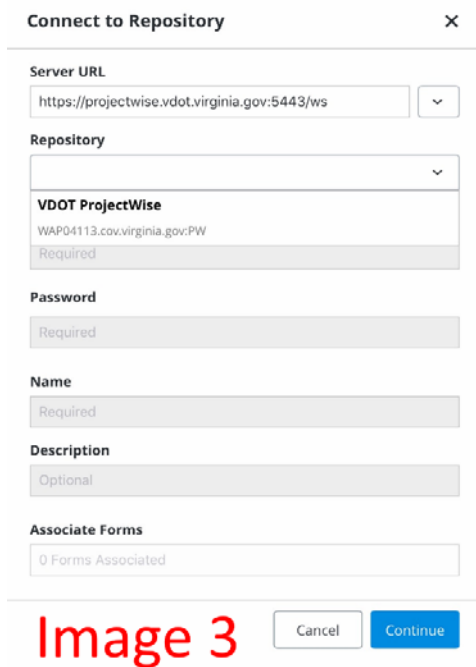 Connect to Repository
Server URL
https://projectwise.vdot.virginia.gov:5443/ws
Repository
VDOT ProjectWise
WAP04113.cov.virginia.gov:PW
Required
Password
Required
Name
Required
Description
Optional
Associate Forms
0 Forms Associated
Image 3
Cancel
Continue